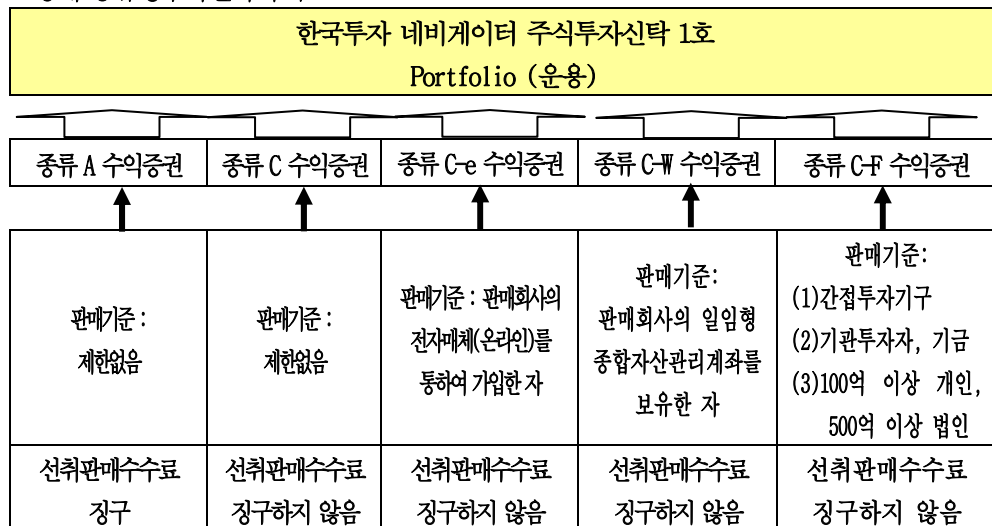 한국투자 네비게이터 주식투자신탁 1호
Portfolio (운용)
종류 A 수익증권
종류 C 수익증권
종류 C-e 수익증권
종류 C-W 수익증권
종류 C-F 수익증권
판매기준 :
제한없음
판매기준 :
제한없음
판매기준 : 판매회사의
전자매체(온라인)를
통하여 가입한 자
판매기준:
판매회사의 일임형
종합자산관리계좌를
보유한 자
판매기준:
(1)간접투자기구
(2)기관투자자, 기금
(3)100억 이상 개인,
500억 이상 법인
선취판매수수료
징구
선취판매수수료
징구하지 않음
선취판매수수료
징구하지 않음
선취판매수수료
징구하지 않음
선취판매수수료
징구하지 않음